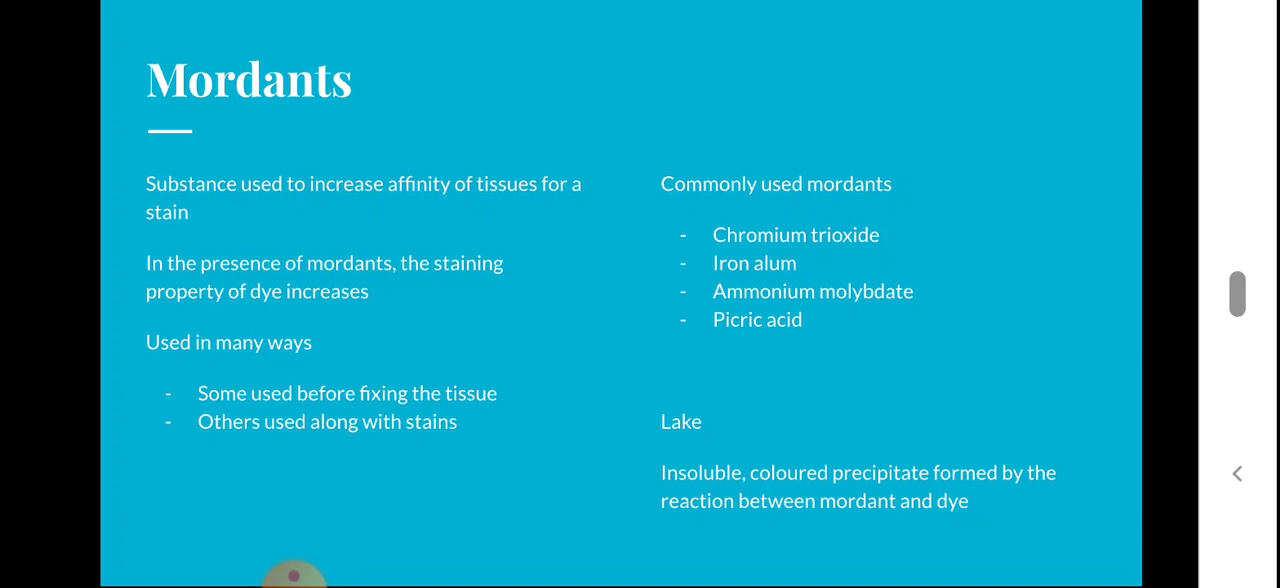 Mordants
Substance used to increase affinity of tissues for a
stain
In the presence of mordants, the staining
property of dye increases
Used in many ways
- Some used before fixing the tissue
- Others used along with stains
Commonly used mordants
- Chromium trioxide
- Iron alum
- Ammonium molybdate
- Picric acid
Lake
Insoluble, coloured precipitate formed by the
reaction between mordant and dye